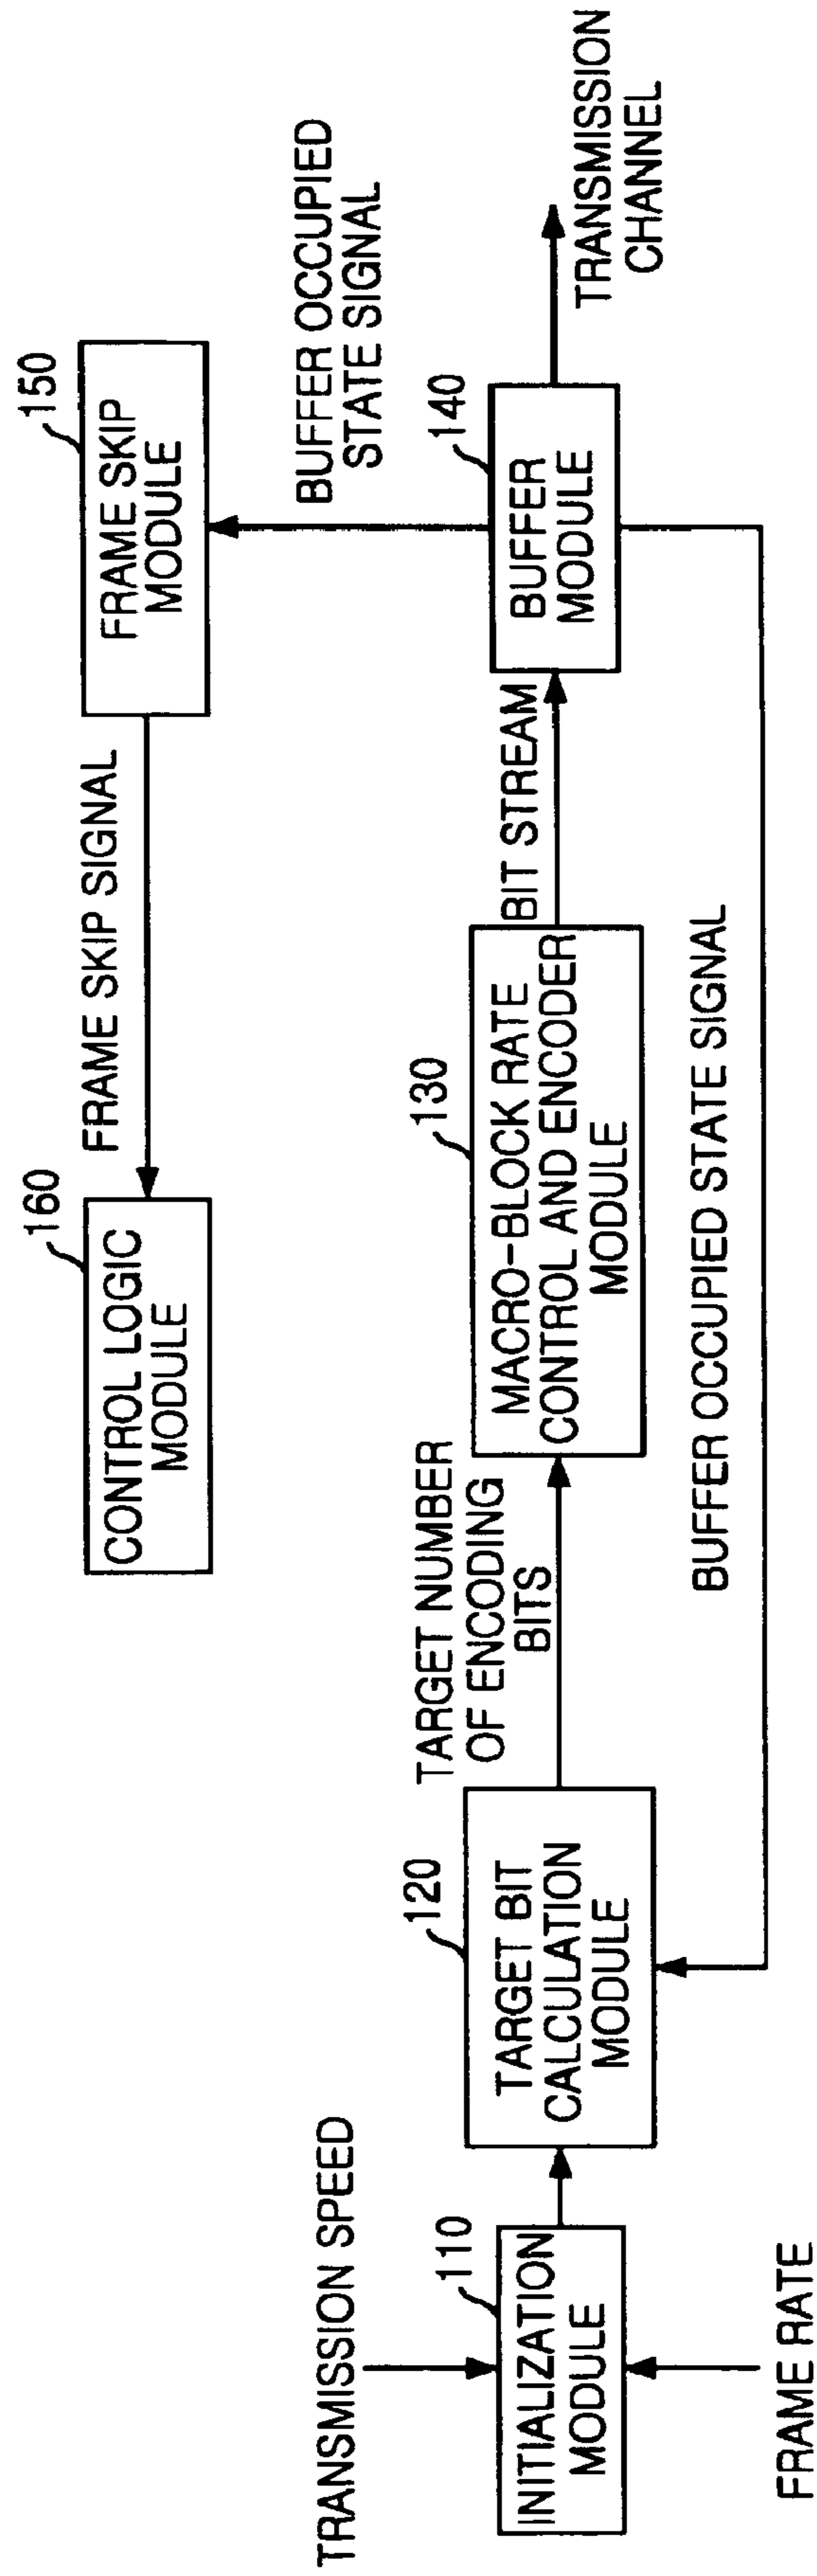 160
CONTROL LOGIC
MODULE
FRAME SKIP SIGNAL
150
FRAME SKIP
MODULE
BUFFER OCCUPIED
STATE SIGNAL
TRANSMISSION SPEED
110
INITIALIZATION
MODULE
FRAME RATE
120
TARGET BIT
CALCULATION
MODULE
TARGET NUMBER
OF ENCODING
BITS
130
MACRO-BLOCK RATE
CONTROL AND ENCODER
MODULE
BIT STREAM
140
BUFFER
MODULE
TRANSMISSION
CHANNEL
BUFFER OCCUPIED STATE SIGNAL